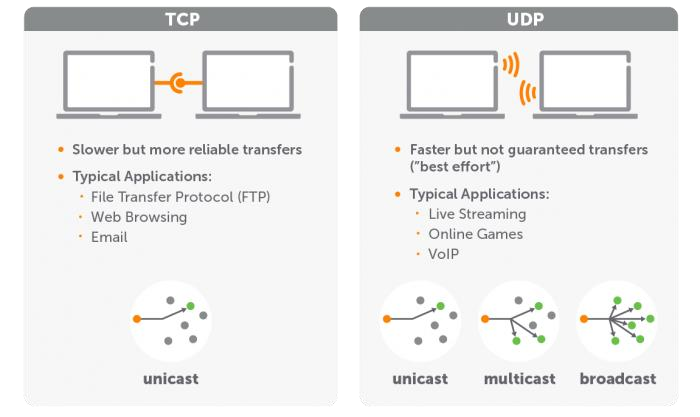 TCP
Slower but more reliable transfers
Typical Applications:
File Transfer Protocol (FTP)
Web Browsing
Email
unicast
UDP
Faster but not guaranteed transfers
(”best effort”)
Typical Applications:
Live Streaming
Online Games
VoIP
unicast
multicast
broadcast